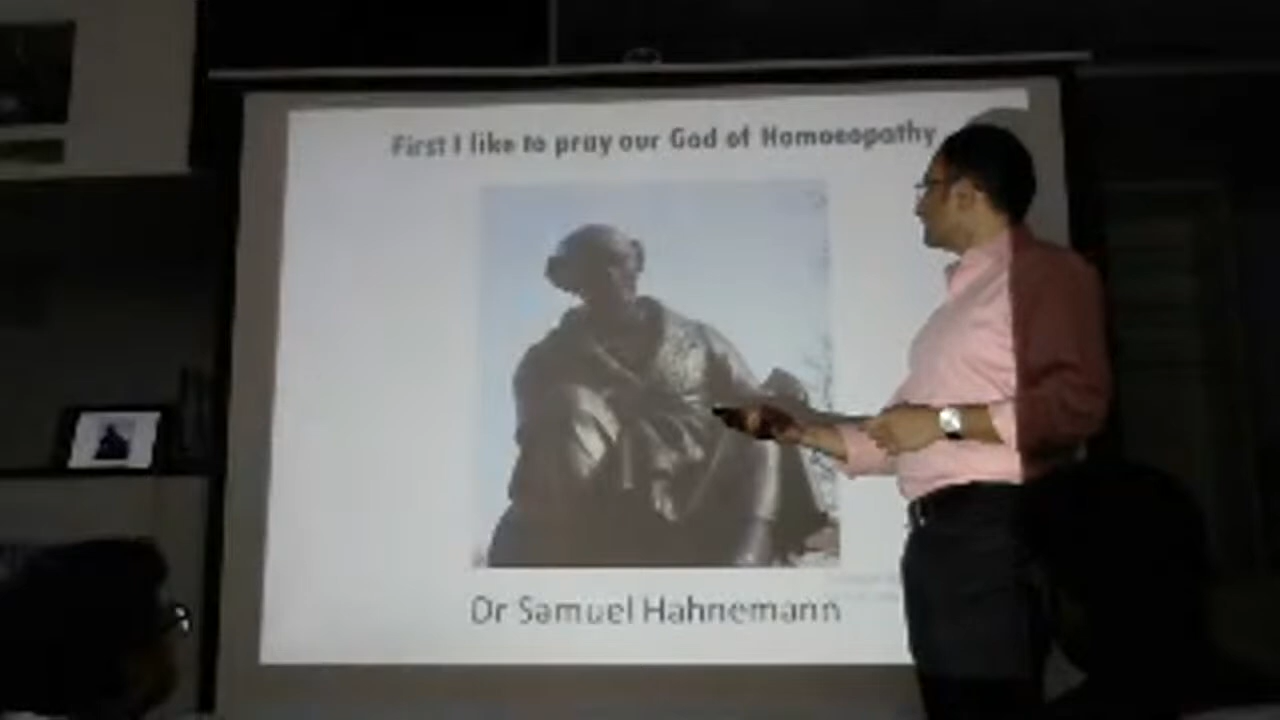 First I like to pray our God of Homoeopathy
Dr Samuel Hahnemann